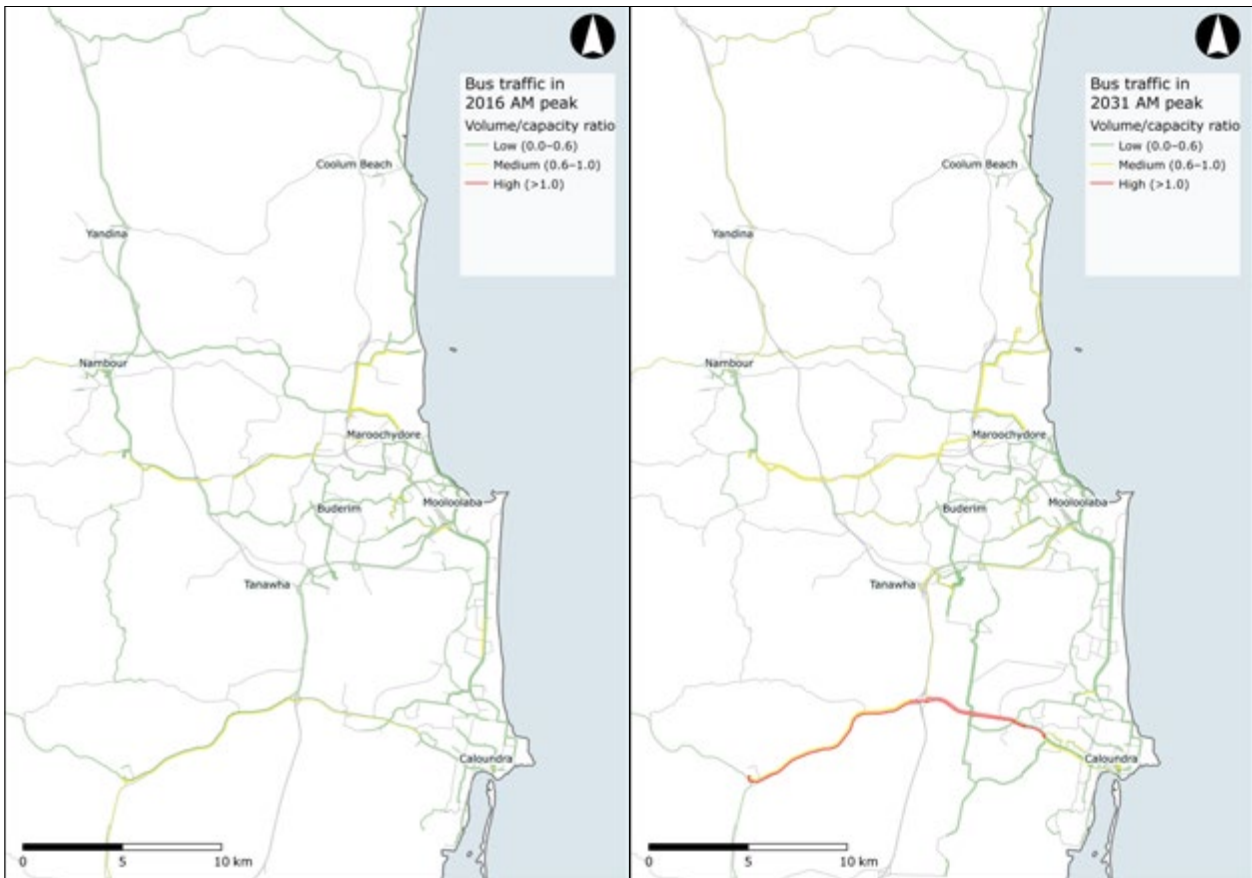 Bus traffic in
2016 AM peak
Volume/capacity ratio
Low (0.0–0.6)
Medium (0.6–1.0)
High (>1.0)
Coolum Beach
Yandina
Nambour
Maroochydore
Mooloolaba
Buderim
Tanawha
Caloundra
0 5 10 km
Bus traffic in
2031 AM peak
Volume/capacity ratio
Low (0.0–0.6)
Medium (0.6–1.0)
High (>1.0)
Coolum Beach
Yandina
Nambour
Maroochydore
Mooloolaba
Buderim
Tanawha
Caloundra
0 5 10 km